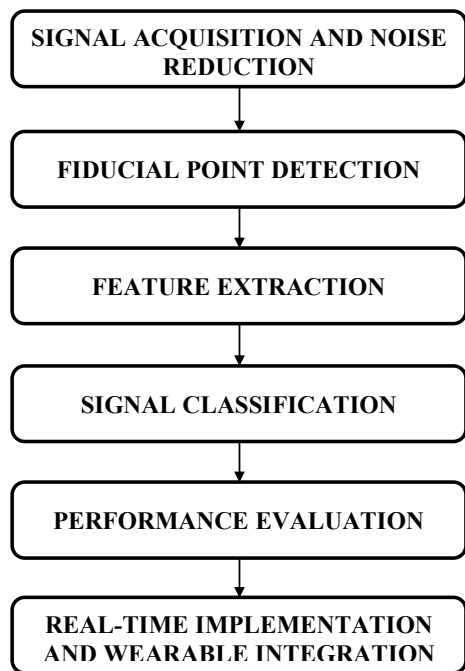 SIGNAL ACQUISITION AND NOISE
REDUCTION
FIDUCIAL POINT DETECTION
FEATURE EXTRACTION
SIGNAL CLASSIFICATION
PERFORMANCE EVALUATION
REAL-TIME IMPLEMENTATION
AND WEARABLE INTEGRATION